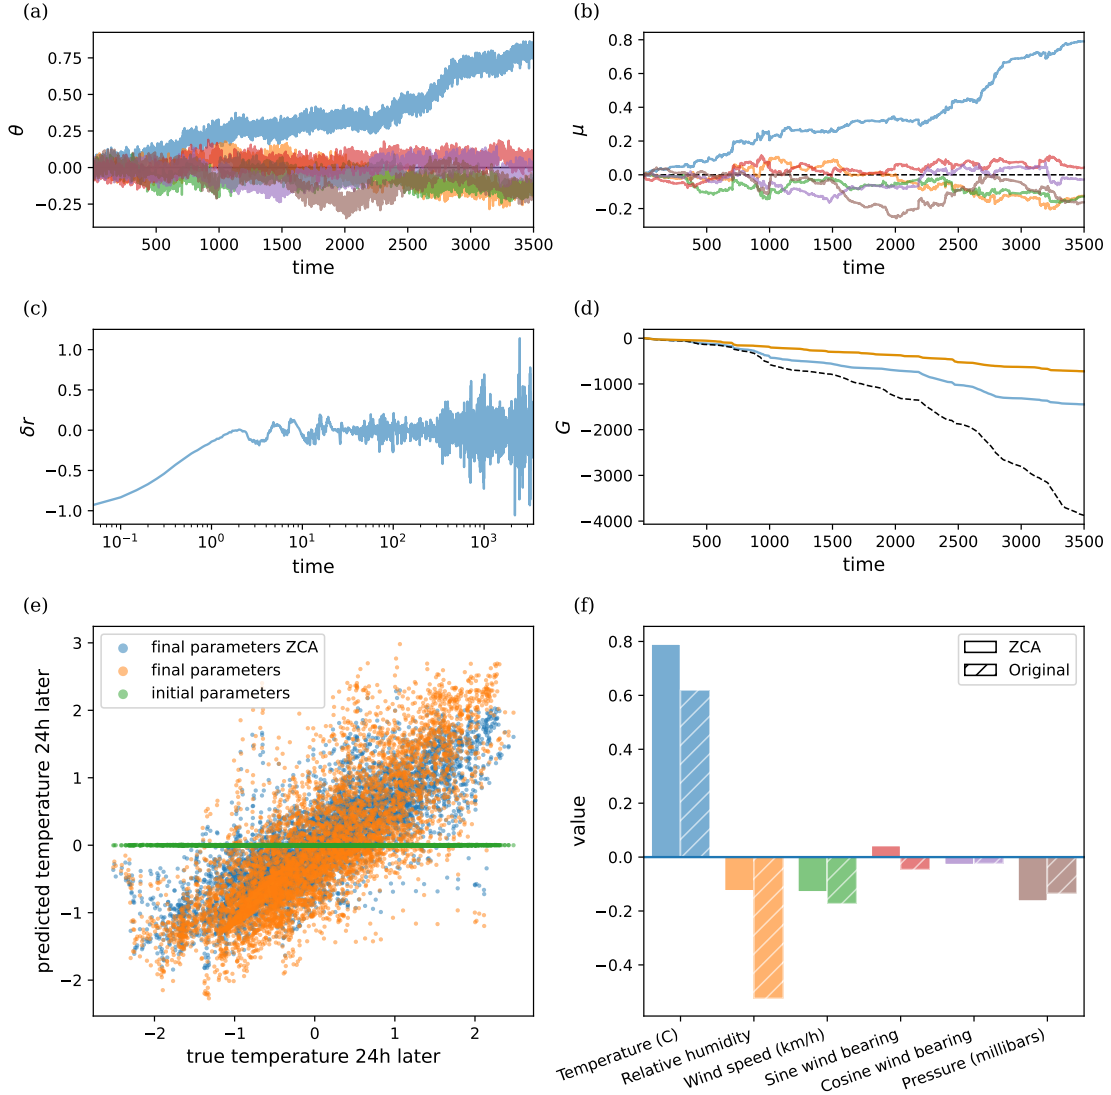 (a)
θ
0.75
0.50
0.25
0.00
−0.25
500 1000 1500 2000 2500 3000 3500
time
(b)
μ
0.8
0.6
0.4
0.2
0.0
−0.2
500 1000 1500 2000 2500 3000 3500
time
(c)
δr
1.0
0.5
0.0
−0.5
−1.0
10⁻¹ 10⁰ 10¹ 10² 10³
time
(d)
G
0
−1000
−2000
−3000
−4000
500 1000 1500 2000 2500 3000 3500
time
(e)
predicted temperature 24h later
3
2
1
0
−1
−2
final parameters ZCA
final parameters
initial parameters
−2 −1 0 1 2
true temperature 24h later
(f)
value
0.8
0.6
0.4
0.2
0.0
−0.2
−0.4
ZCA
Original
Temperature (C)
Relative humidity
Wind speed (km/h)
Sine wind bearing
Cosine wind bearing
Pressure (millibars)